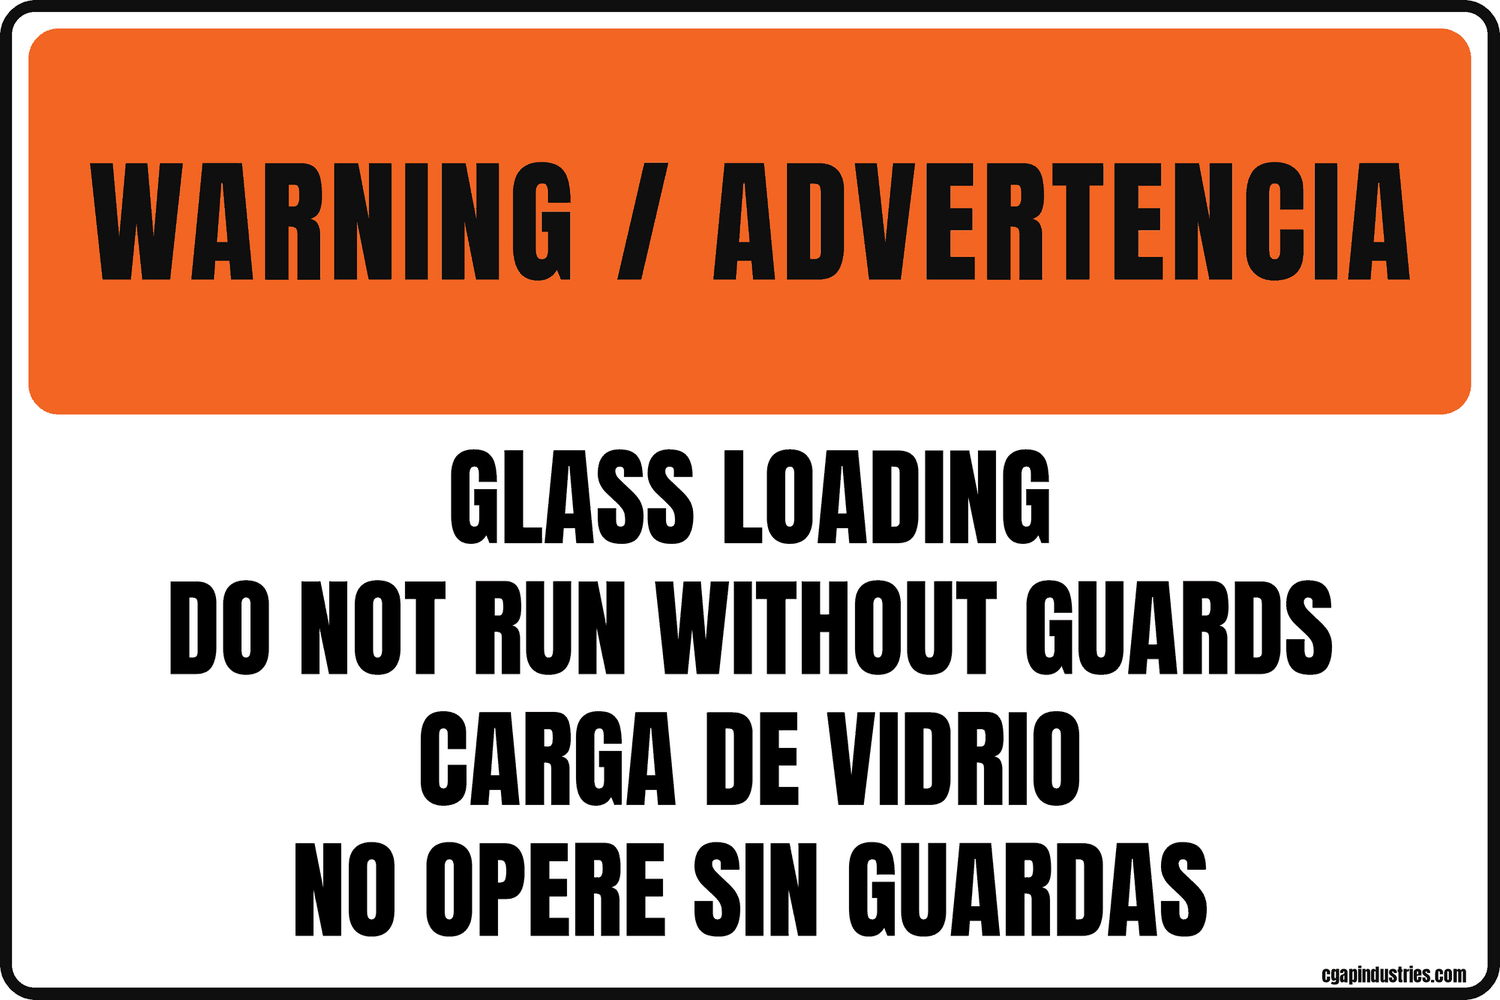 WARNING / ADVERTENCIA
GLASS LOADING
DO NOT RUN WITHOUT GUARDS
CARGA DE VIDRIO
NO OPERE SIN GUARDAS
cgapindustries.com